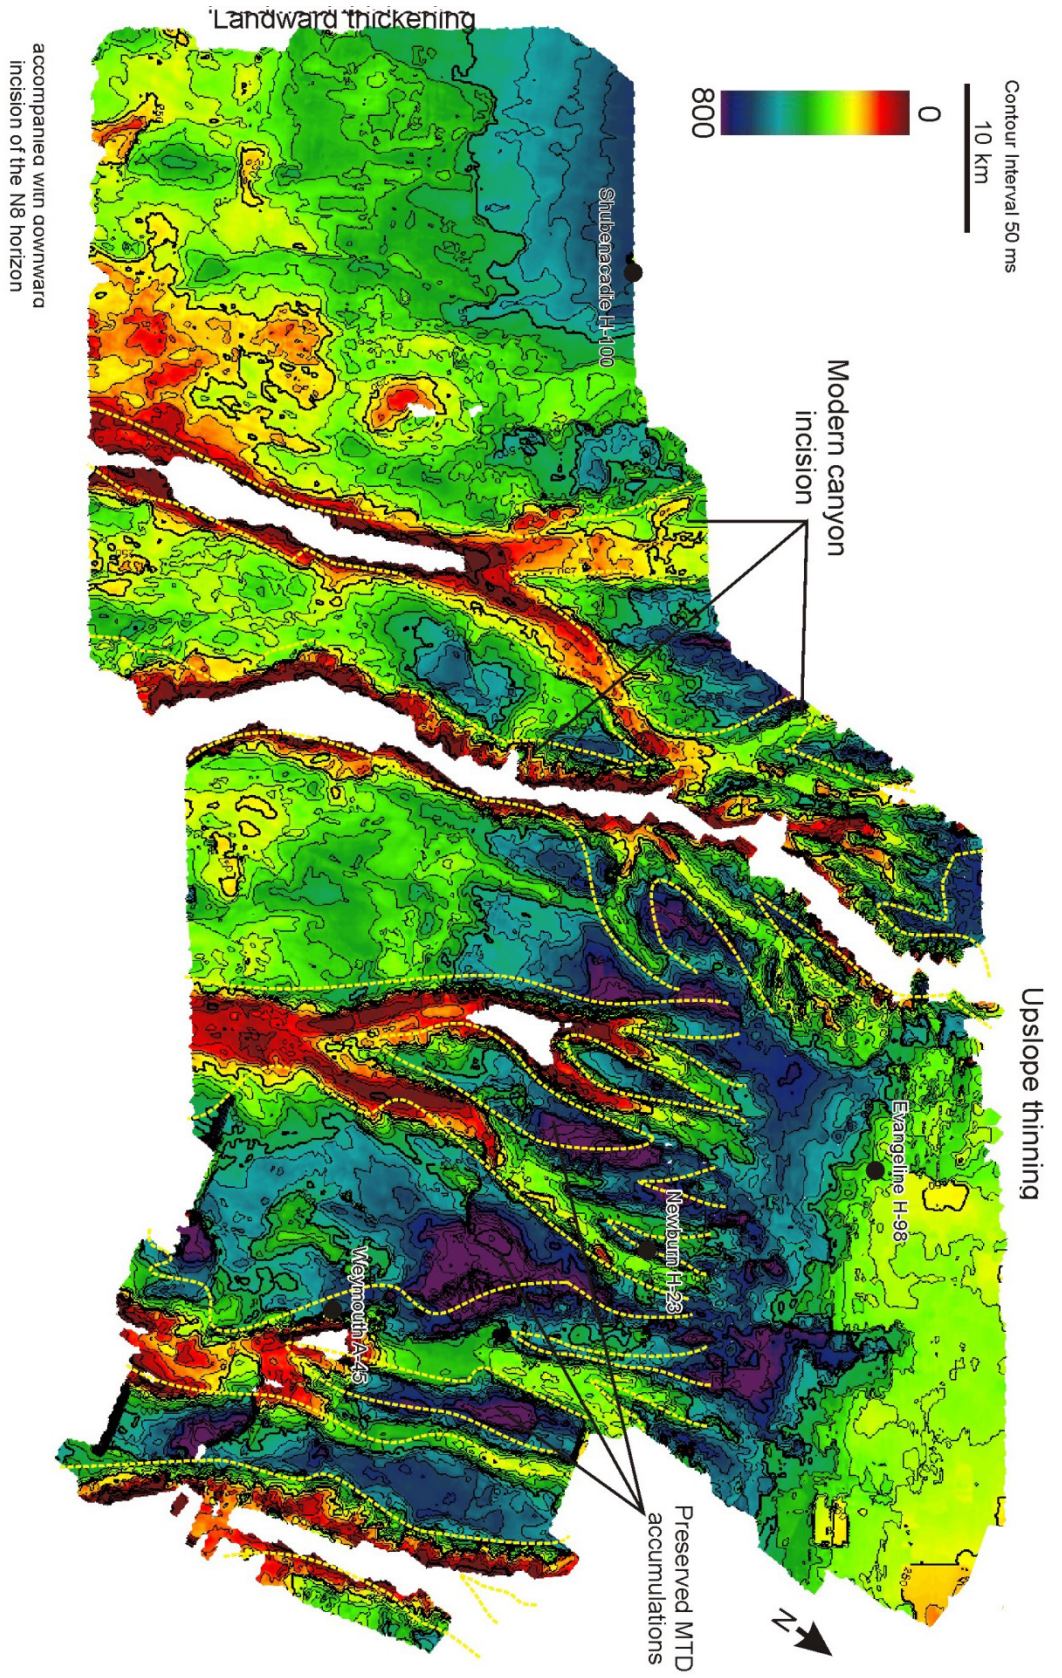 Landward thickening
accompanied with downward
incision of the N8 horizon
Contour Interval 50 ms
10 km
0
800
Shubenacadie H-100
Modern canyon
incision
Upslope thinning
Evangeline H-98
Newburn H-23
Weymouth A-45
Preserved MTD
accumulations
N
250